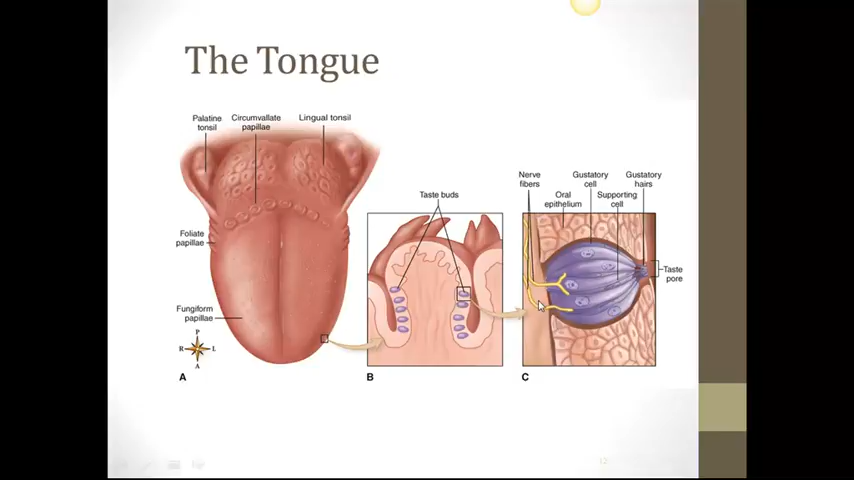 The Tongue
Palatine
tonsil
Circumvallate
papillae
Lingual tonsil
Foliate
papillae
Fungiform
papillae
P
R
L
A
A
Taste buds
B
Nerve
fibers
Oral
epithelium
Gustatory
cell
Supporting
cell
Gustatory
hairs
Taste
pore
C
12